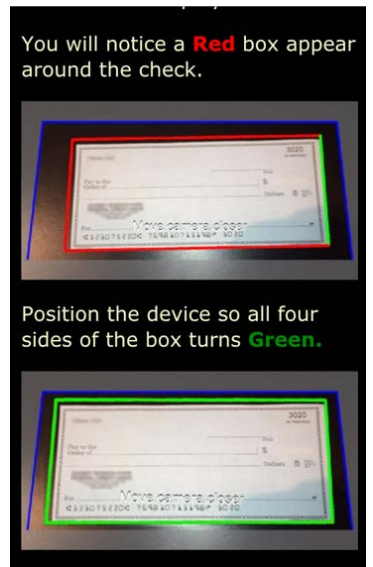 You will notice a Red box appear
around the check.
3020
Pay to the
Order of
$
Dollars
For
Move camera closer
Position the device so all four
sides of the box turns Green.
3020
Pay to the
Order of
$
Dollars
For
Move camera closer